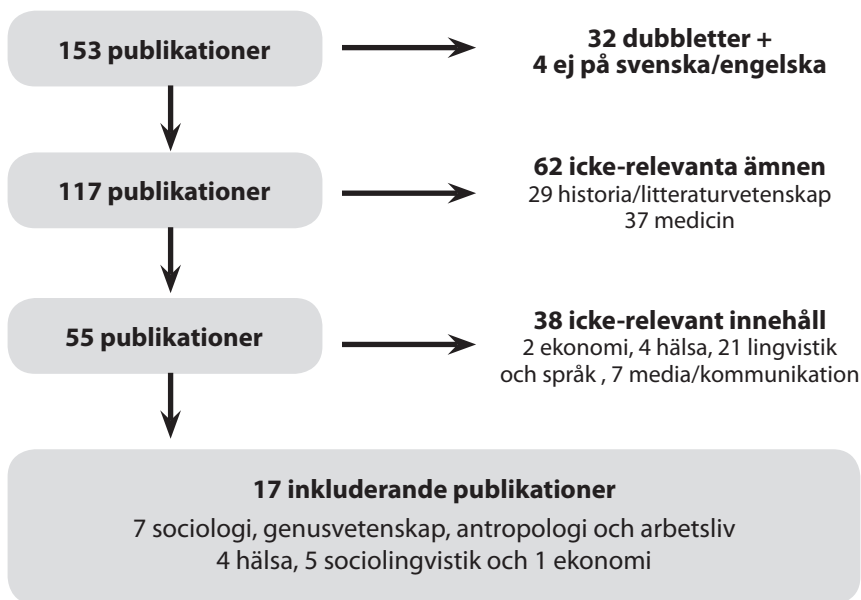 153 publikationer
32 dubbletter +
4 ej på svenska/engelska
117 publikationer
62 icke-relevanta ämnen
29 historia/litteraturvetenskap
37 medicin
55 publikationer
38 icke-relevant innehåll
2 ekonomi, 4 hälsa, 21 lingvistik
och språk , 7 media/kommunikation
17 inkluderande publikationer
7 sociologi, genusvetenskap, antropologi och arbetsliv
4 hälsa, 5 sociolingvistik och 1 ekonomi